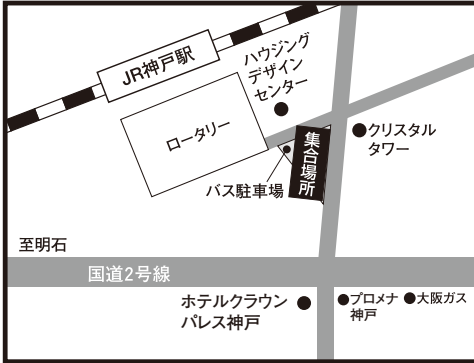 JR神戸駅
ハウジング
デザイン
センター
ロータリー
クリスタル
タワー
集合場所
バス駐車場
至明石
国道2号線
ホテルクラウン
パレス神戸
プロメナ
神戸
大阪ガス